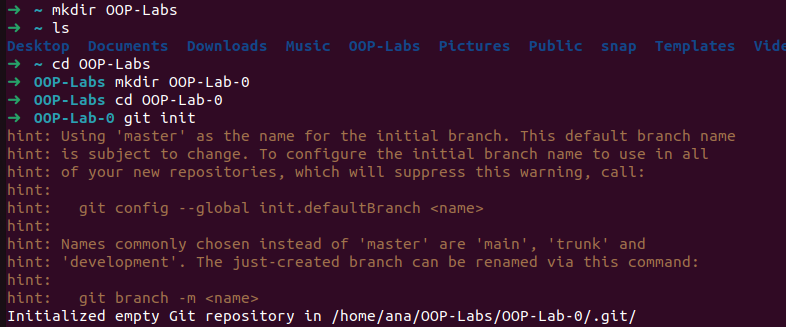 ➜ ~ mkdir OOP-Labs
➜ ~ ls
Desktop Documents Downloads Music OOP-Labs Pictures Public snap Templates Vide
➜ ~ cd OOP-Labs
➜ OOP-Labs mkdir OOP-Lab-0
➜ OOP-Labs cd OOP-Lab-0
➜ OOP-Lab-0 git init
hint: Using 'master' as the name for the initial branch. This default branch name
hint: is subject to change. To configure the initial branch name to use in all
hint: of your new repositories, which will suppress this warning, call:
hint:
hint:   git config --global init.defaultBranch <name>
hint:
hint: Names commonly chosen instead of 'master' are 'main', 'trunk' and
hint: 'development'. The just-created branch can be renamed via this command:
hint:
hint:   git branch -m <name>
Initialized empty Git repository in /home/ana/OOP-Labs/OOP-Lab-0/.git/